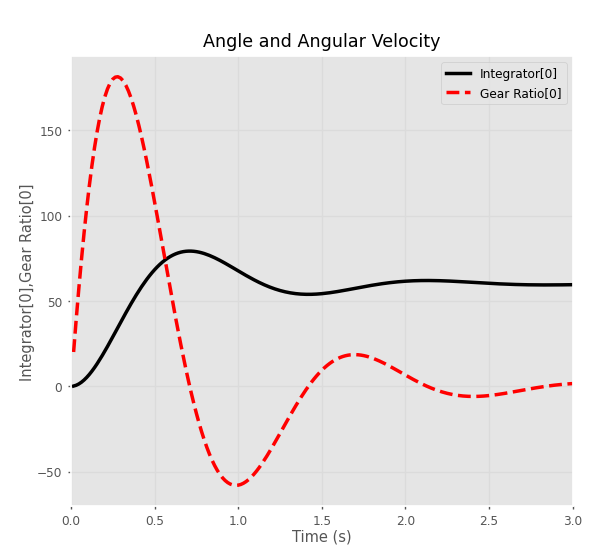 Angle and Angular Velocity
Integrator[0]
Gear Ratio[0]
Integrator[0],Gear Ratio[0]
150
100
50
0
−50
0.0 0.5 1.0 1.5 2.0 2.5 3.0
Time (s)